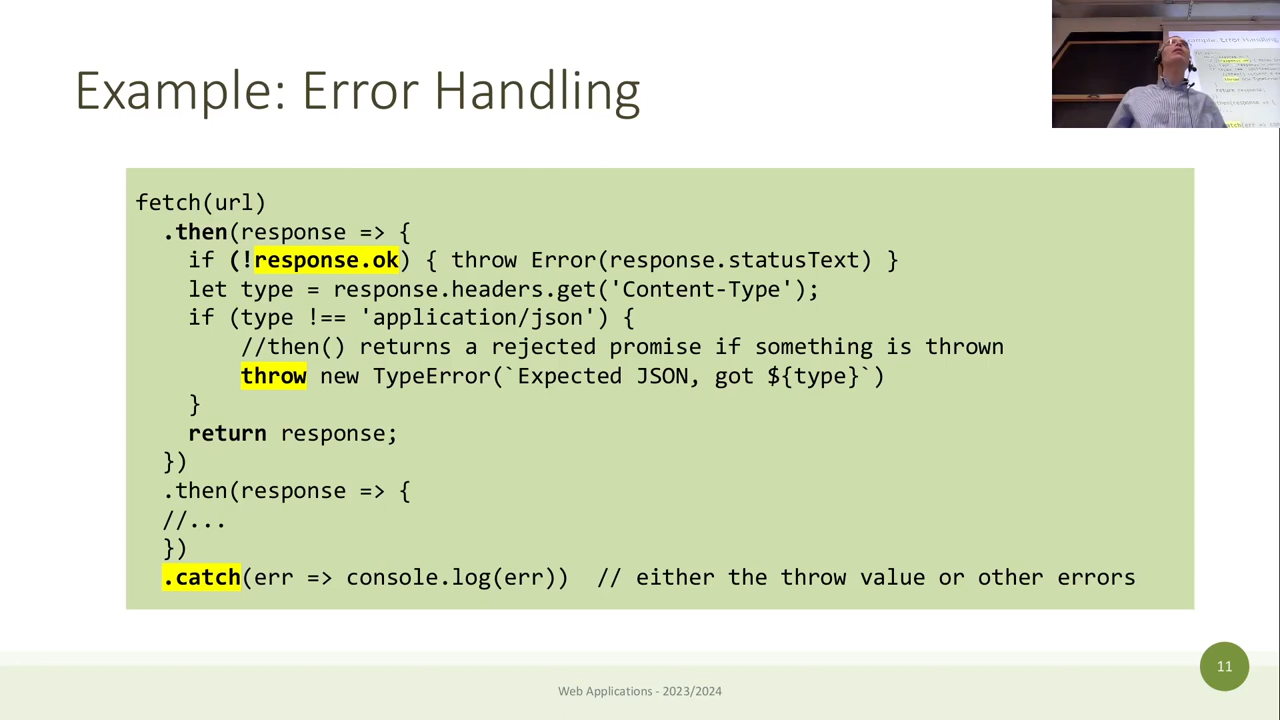 Example: Error Handling
fetch(url)
  .then(response => {
    if (!response.ok) { throw Error(response.statusText) }
    let type = response.headers.get('Content-Type');
    if (type !== 'application/json') {
        //then() returns a rejected promise if something is thrown
        throw new TypeError(`Expected JSON, got ${type}`)
    }
    return response;
  })
  .then(response => {
  //...
  })
  .catch(err => console.log(err))  // either the throw value or other errors
11
Web Applications - 2023/2024